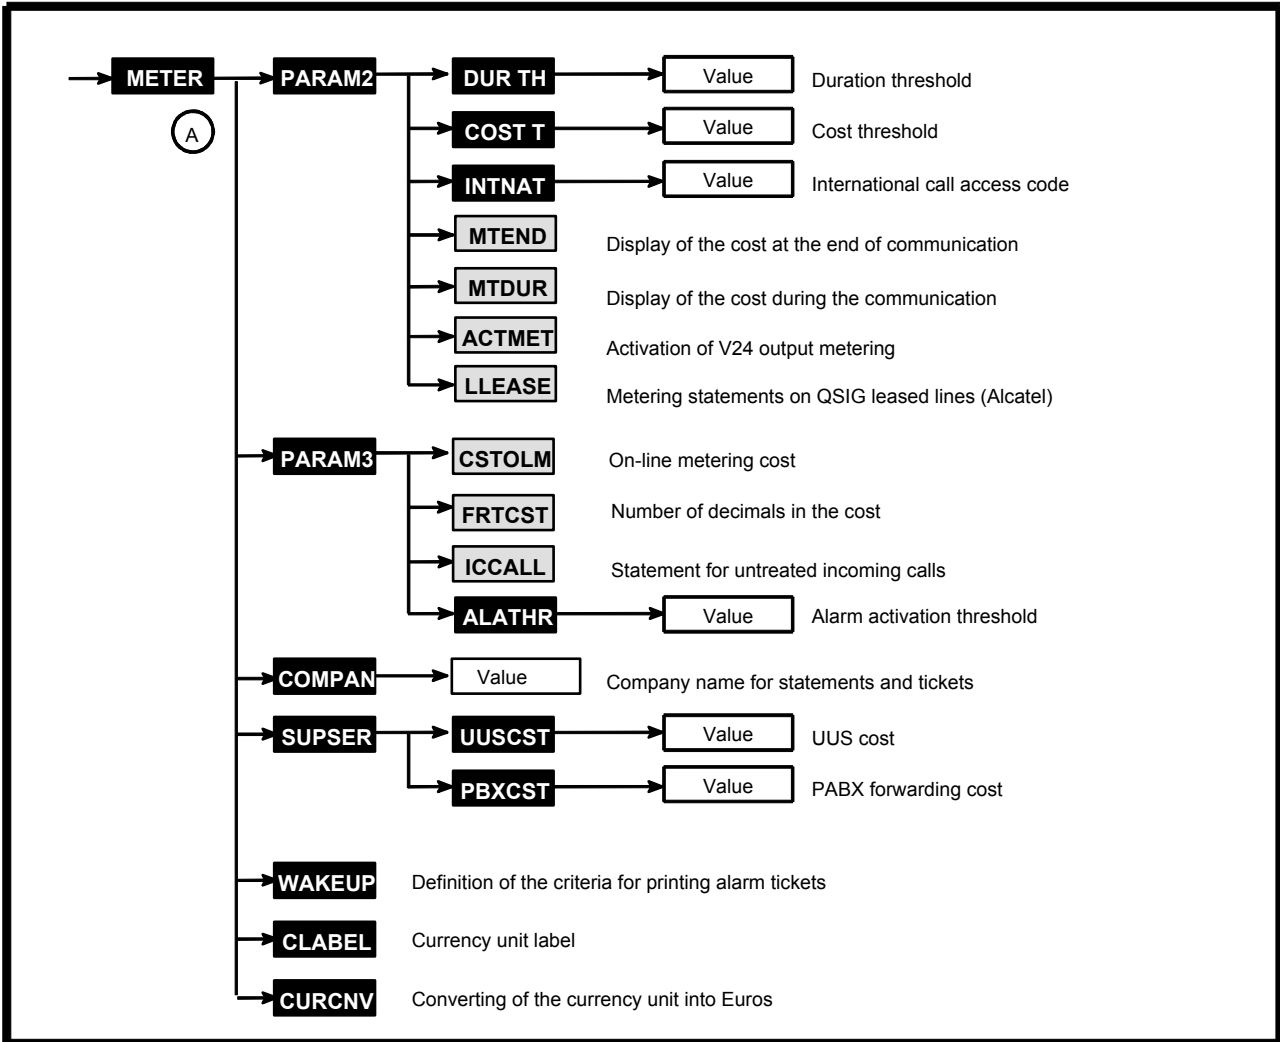 METER PARAM2 DUR TH Value Duration threshold
A
COST T Value Cost threshold
INTNAT Value International call access code
MTEND Display of the cost at the end of communication
MTDUR Display of the cost during the communication
ACTMET Activation of V24 output metering
LLEASE Metering statements on QSIG leased lines (Alcatel)
PARAM3 CSTOLM On-line metering cost
FRTCST Number of decimals in the cost
ICCALL Statement for untreated incoming calls
ALATHR Value Alarm activation threshold
COMPAN Value Company name for statements and tickets
SUPSER UUSCST Value UUS cost
PBXCST Value PABX forwarding cost
WAKEUP Definition of the criteria for printing alarm tickets
CLABEL Currency unit label
CURCNV Converting of the currency unit into Euros